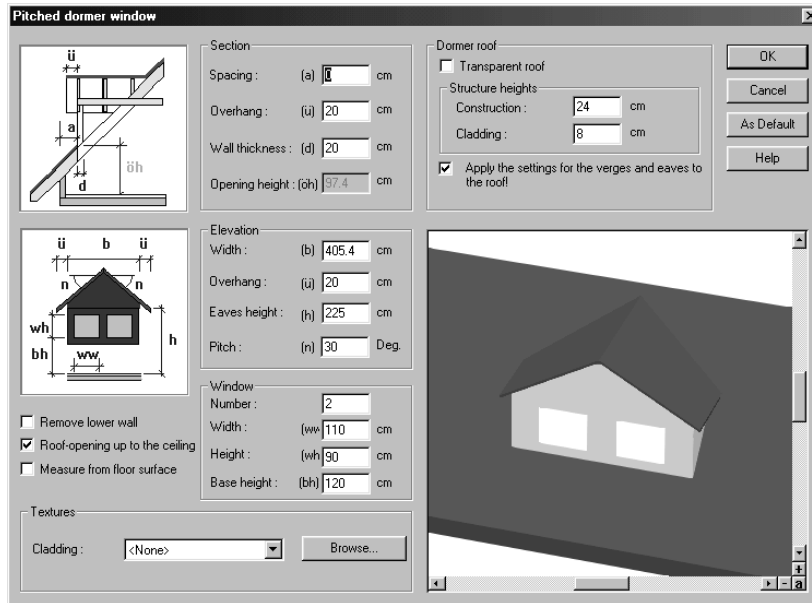 Pitched dormer window
ü
a
d
öh
Section
Spacing : (a) 0 cm
Overhang : (ü) 20 cm
Wall thickness : (d) 20 cm
Opening height : (öh) 97.4 cm
Dormer roof
Transparent roof
Structure heights
Construction : 24 cm
Cladding : 8 cm
Apply the settings for the verges and eaves to
the roof!
OK
Cancel
As Default
Help
ü b ü
n n
wh
bh
ww
h
Elevation
Width : (b) 405.4 cm
Overhang : (ü) 20 cm
Eaves height : (h) 225 cm
Pitch : (n) 30 Deg.
Remove lower wall
Roof-opening up to the ceiling
Measure from floor surface
Window
Number : 2
Width : (ww 110 cm
Height : (wh 90 cm
Base height : (bh) 120 cm
Textures
Cladding : <None> Browse...
+
- a